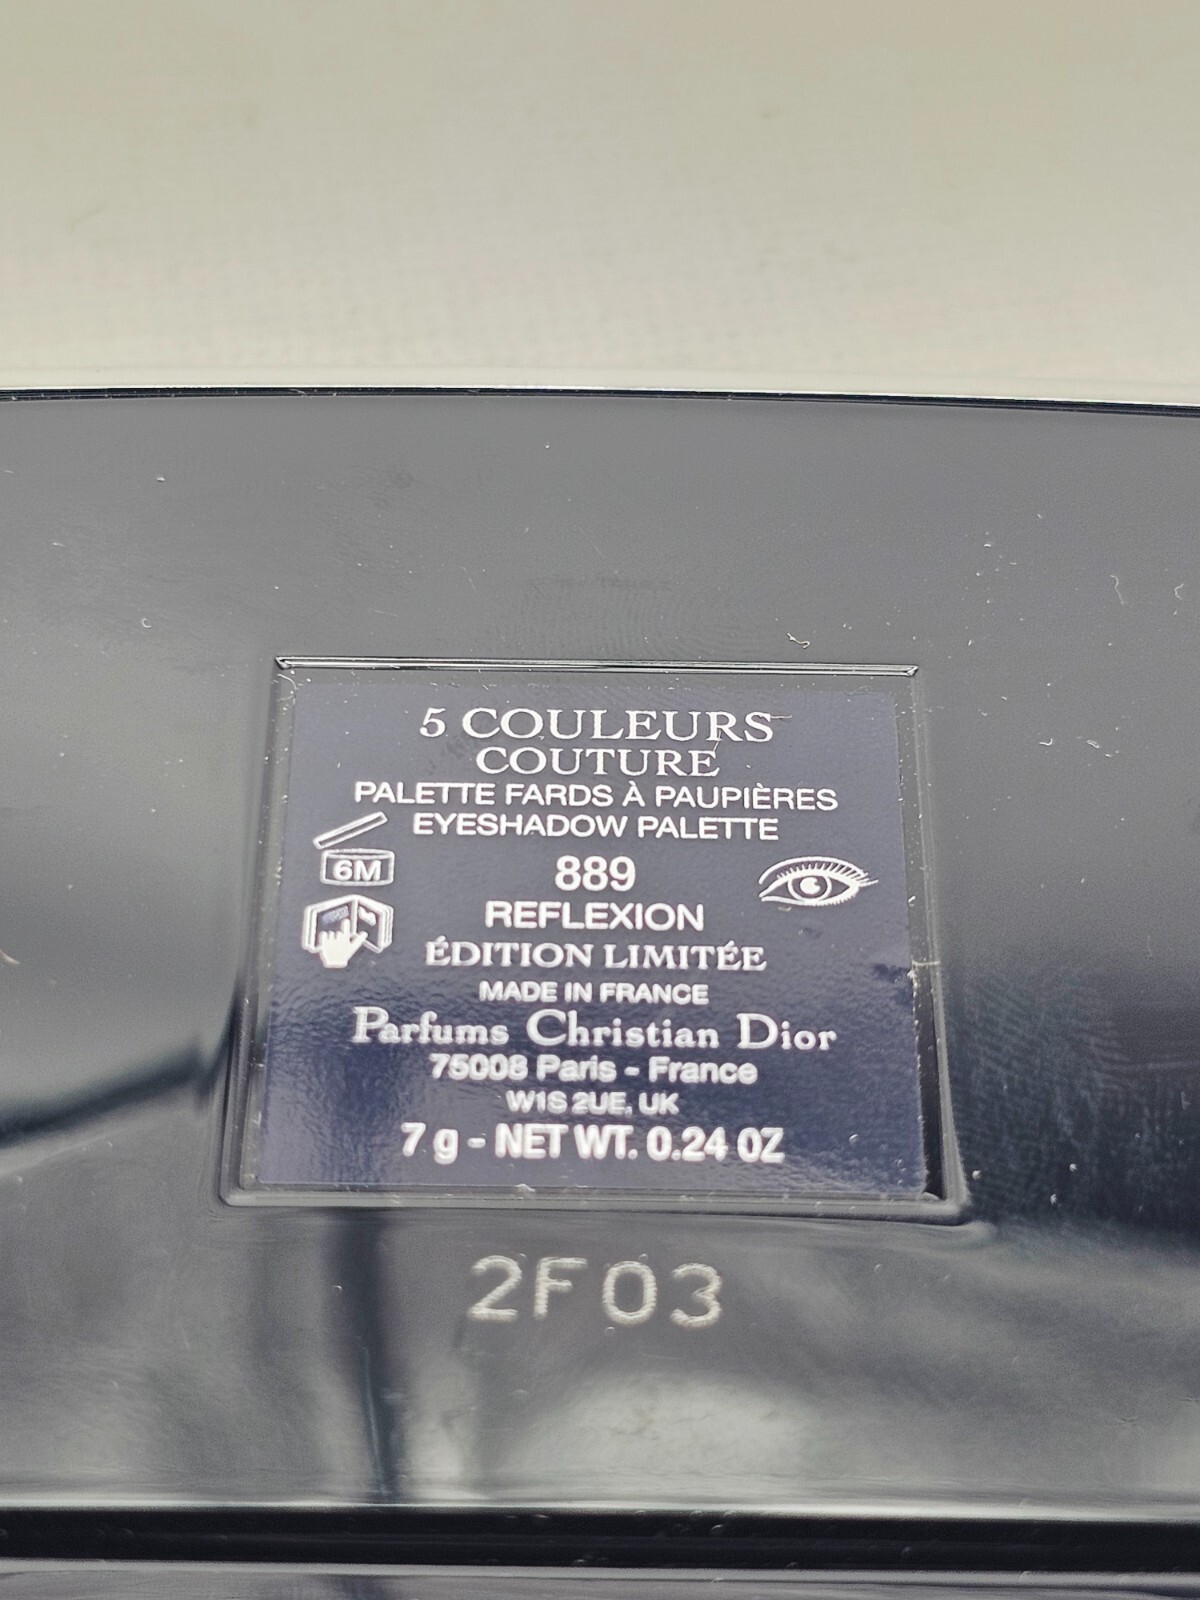 5 COULEURS
COUTURE
PALETTE FARDS À PAUPIÈRES
EYESHADOW PALETTE
6M
889
REFLEXION
ÉDITION LIMITÉE
MADE IN FRANCE
Parfums Christian Dior
75008 Paris - France
W1S 2UE, UK
7 g - NET WT. 0.24 OZ
2F03